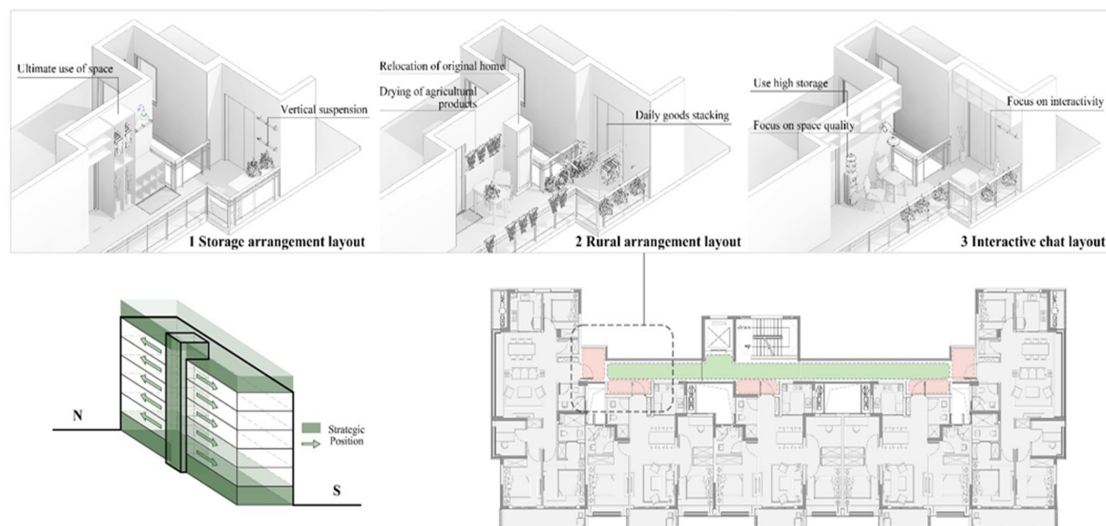 Ultimate use of space
Vertical suspension
1 Storage arrangement layout
Relocation of original home
Drying of agricultural
products
Daily goods stacking
2 Rural arrangement layout
Use high storage
Focus on interactivity
Focus on space quality
3 Interactive chat layout
N
S
Strategic
Position
up